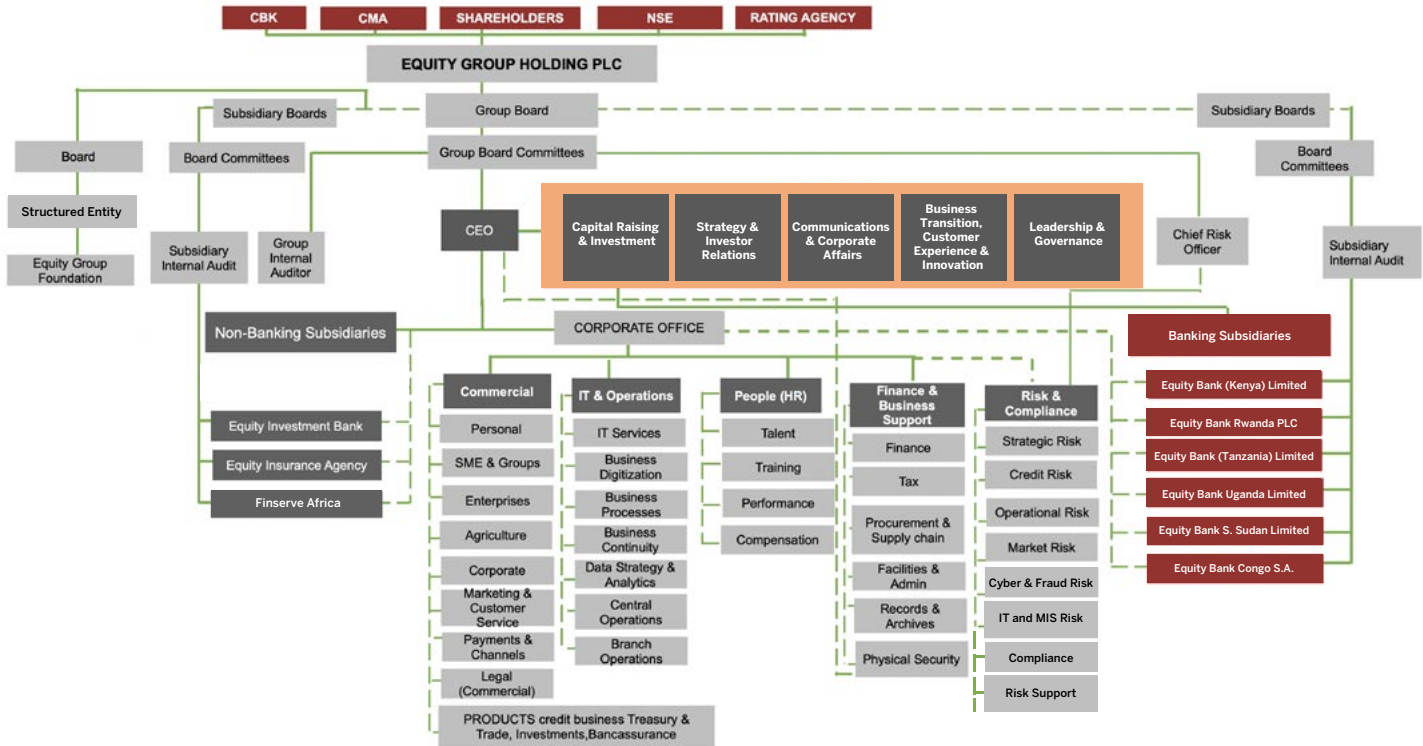 CBK
CMA
SHAREHOLDERS
NSE
RATING AGENCY
EQUITY GROUP HOLDING PLC
Subsidiary Boards
Group Board
Subsidiary Boards
Board
Board Committees
Group Board Committees
Board
Committees
Structured Entity
Equity Group
Foundation
Subsidiary
Internal Audit
Group
Internal
Auditor
CEO
Capital Raising
& Investment
Strategy &
Investor
Relations
Communications
& Corporate
Affairs
Business
Transition,
Customer
Experience &
Innovation
Leadership &
Governance
Chief Risk
Officer
Subsidiary
Internal Audit
Non-Banking Subsidiaries
CORPORATE OFFICE
Banking Subsidiaries
Equity Investment Bank
Equity Insurance Agency
Finserve Africa
Commercial
Personal
SME & Groups
Enterprises
Agriculture
Corporate
Marketing &
Customer
Service
Payments &
Channels
Legal
(Commercial)
PRODUCTS credit business Treasury &
Trade, Investments,Bancassurance
IT & Operations
IT Services
Business
Digitization
Business
Processes
Business
Continuity
Data Strategy &
Analytics
Central
Operations
Branch
Operations
People (HR)
Talent
Training
Performance
Compensation
Finance &
Business
Support
Finance
Tax
Procurement &
Supply chain
Facilities &
Admin
Records &
Archives
Physical Security
Risk &
Compliance
Strategic Risk
Credit Risk
Operational Risk
Market Risk
Cyber & Fraud Risk
IT and MIS Risk
Compliance
Risk Support
Equity Bank (Kenya) Limited
Equity Bank Rwanda PLC
Equity Bank (Tanzania) Limited
Equity Bank Uganda Limited
Equity Bank S. Sudan Limited
Equity Bank Congo S.A.